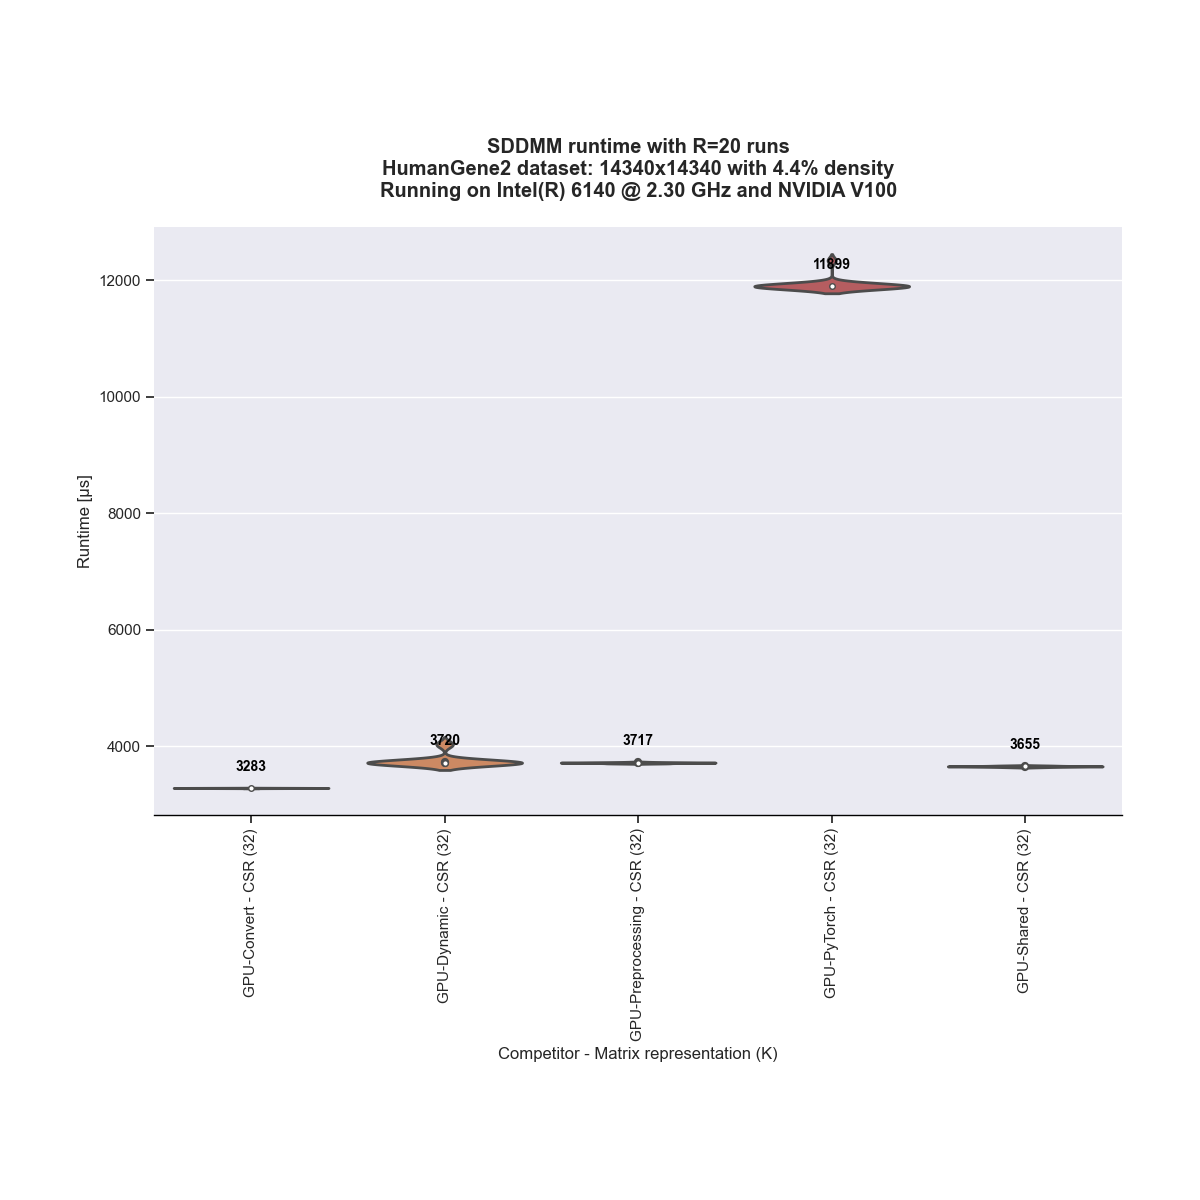 SDDMM runtime with R=20 runs
HumanGene2 dataset: 14340x14340 with 4.4% density
Running on Intel(R) 6140 @ 2.30 GHz and NVIDIA V100
Runtime [µs]
12000
10000
8000
6000
4000
3283
3720
3717
11899
3655
GPU-Convert - CSR (32)
GPU-Dynamic - CSR (32)
GPU-Preprocessing - CSR (32)
GPU-PyTorch - CSR (32)
GPU-Shared - CSR (32)
Competitor - Matrix representation (K)